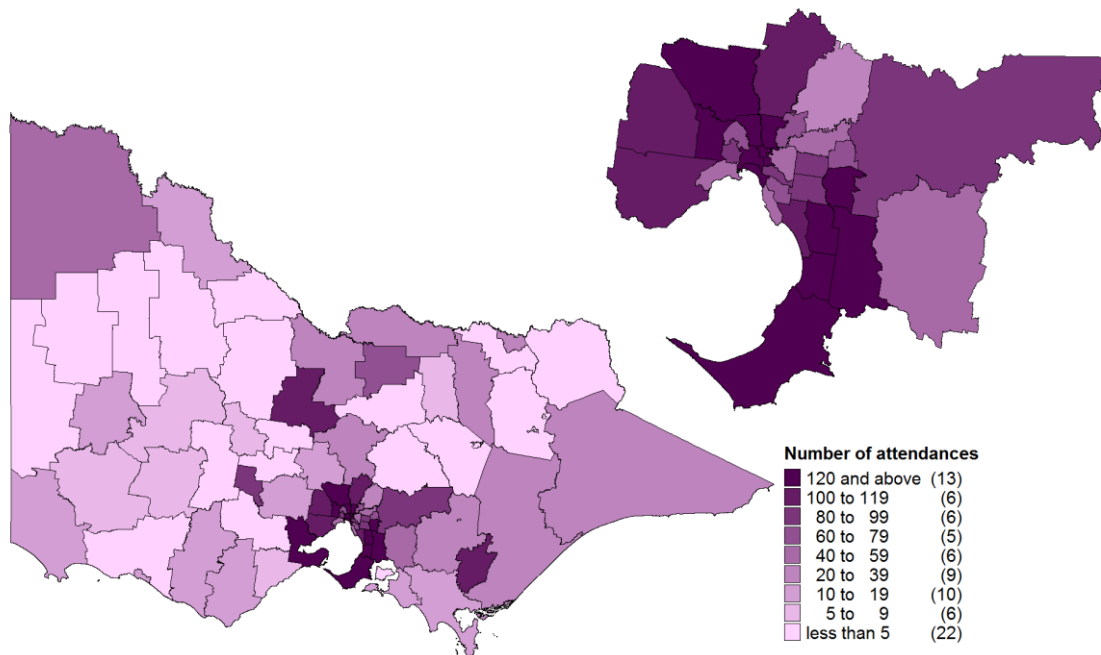 Number of attendances
120 and above (13)
100 to 119 (6)
80 to 99 (6)
60 to 79 (5)
40 to 59 (6)
20 to 39 (9)
10 to 19 (10)
5 to 9 (6)
less than 5 (22)